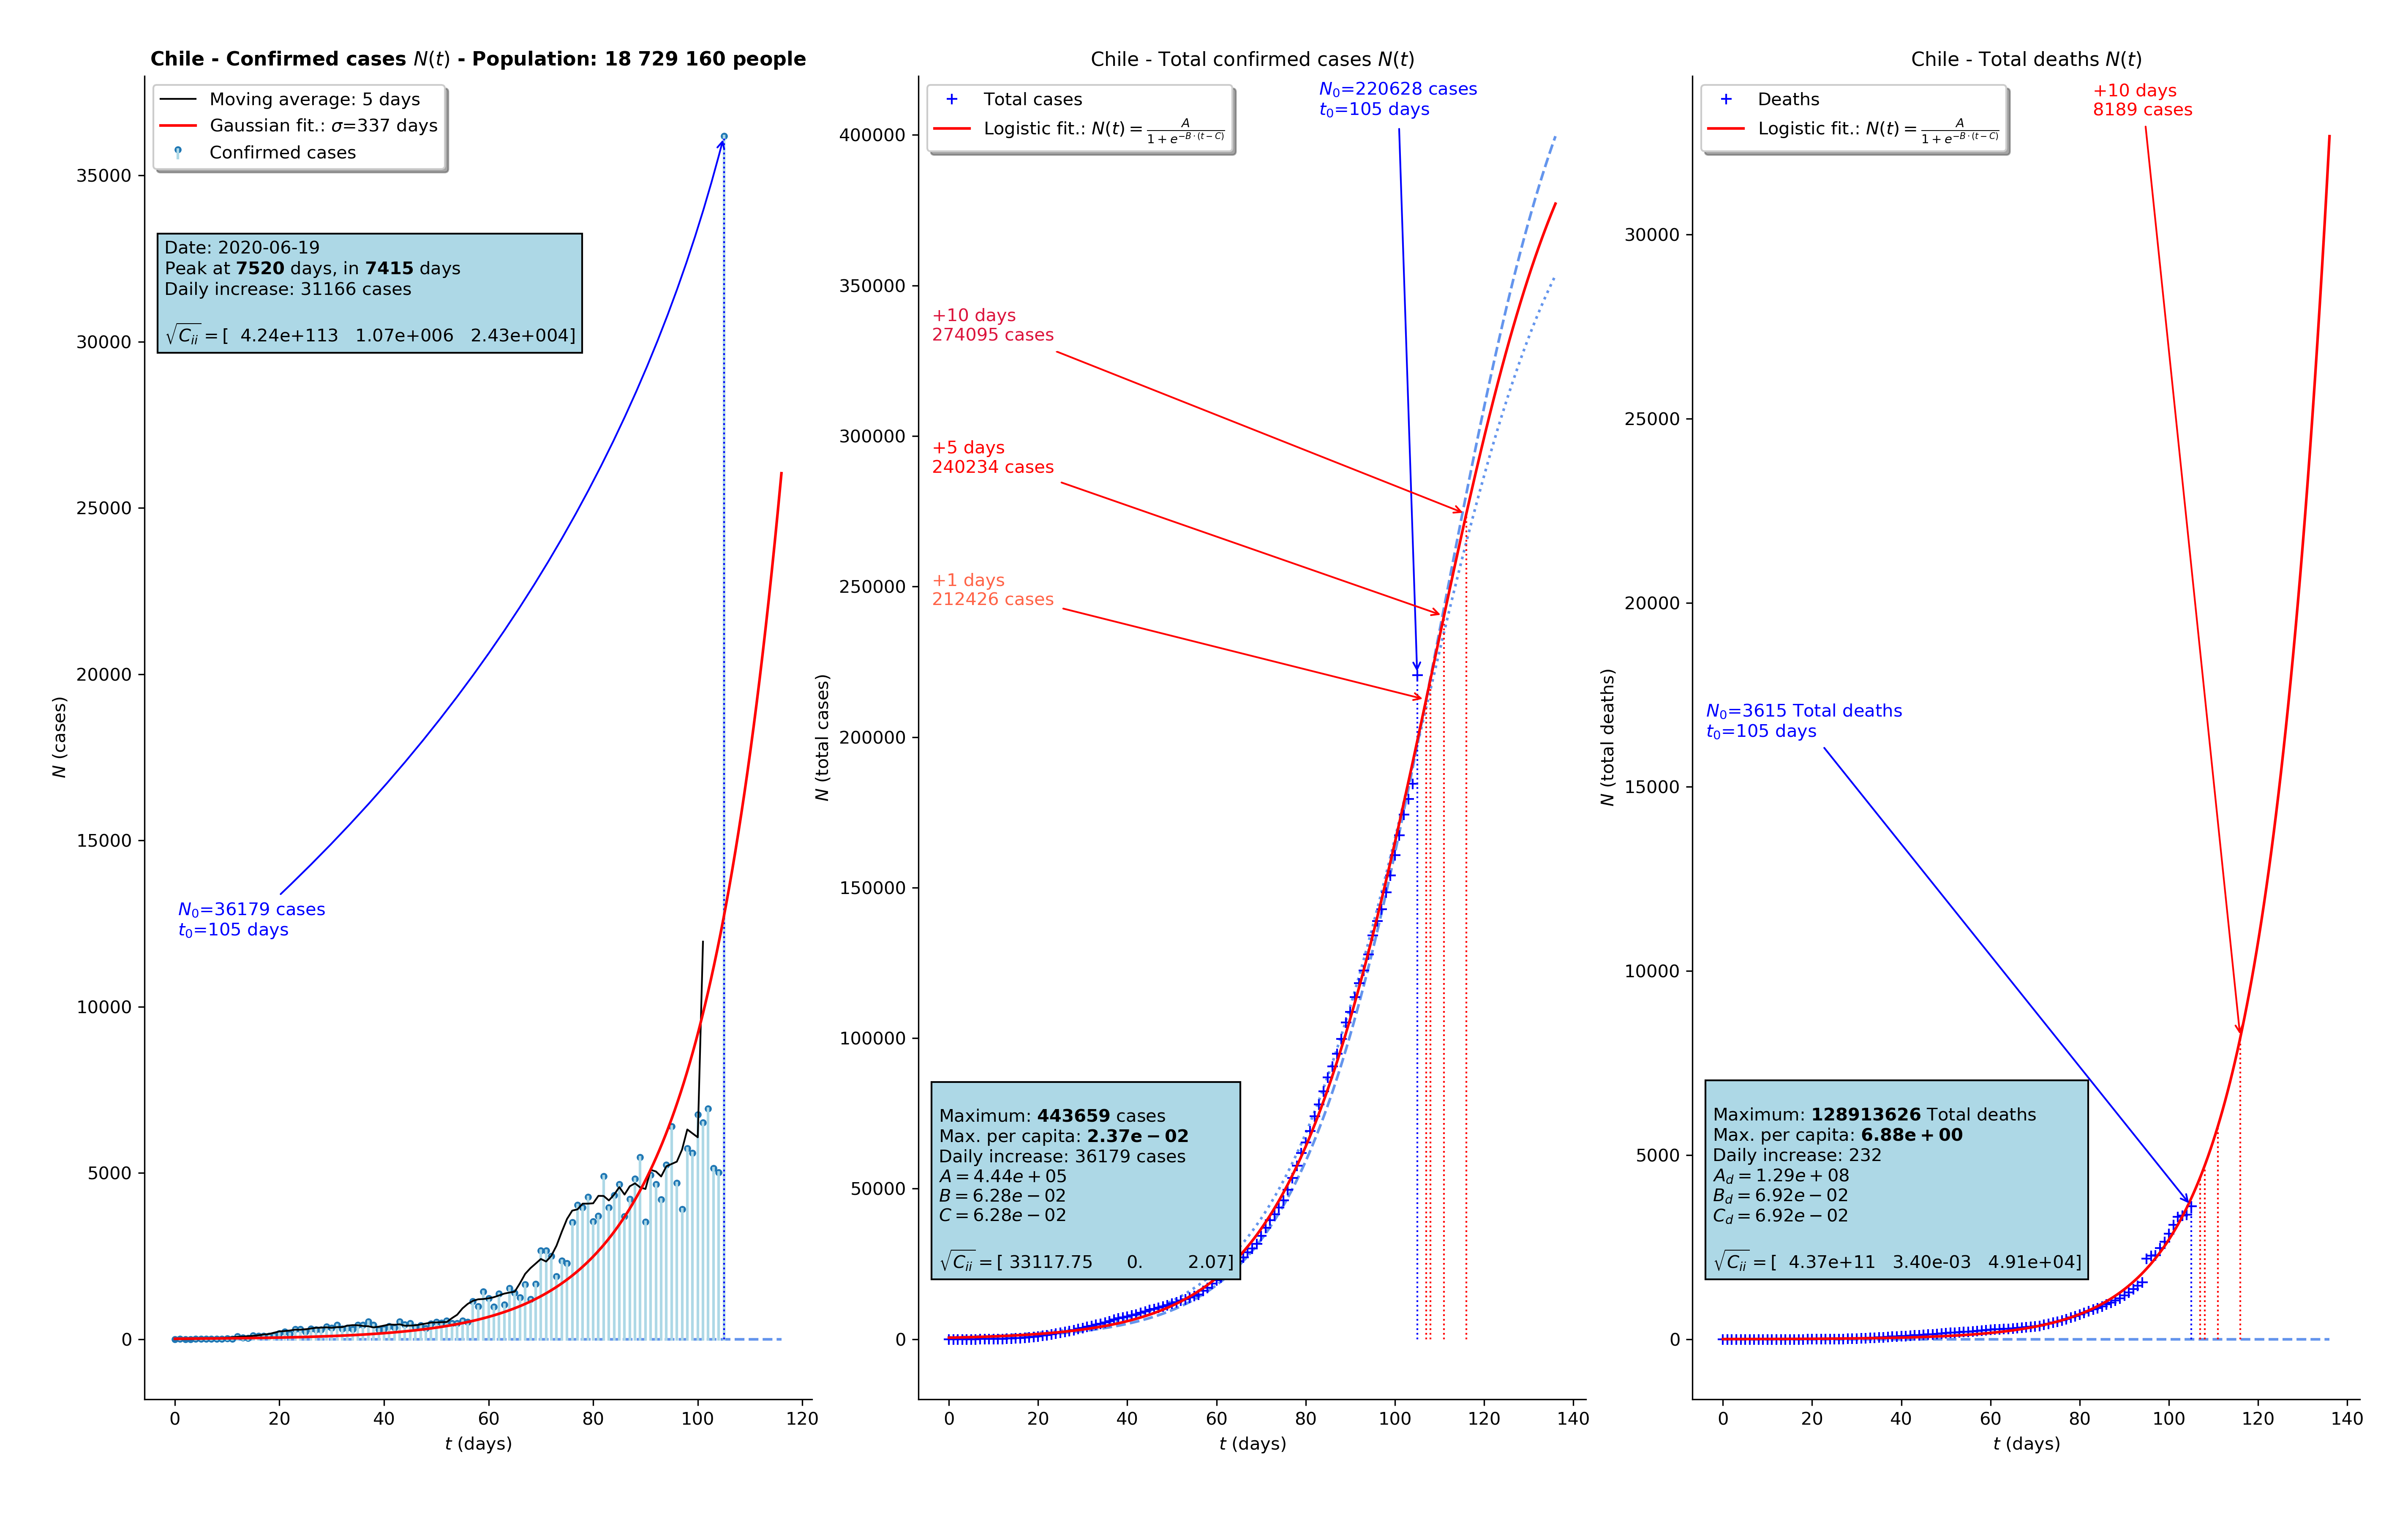 Chile - Confirmed cases N(t) - Population: 18 729 160 people
Moving average: 5 days
Gaussian fit.: σ=337 days
Confirmed cases
Date: 2020-06-19
Peak at 7520 days, in 7415 days
Daily increase: 31166 cases
√Cᵢᵢ = [ 4.24e+113 1.07e+006 2.43e+004]
N₀=36179 cases
t₀=105 days
N (cases)
35000
30000
25000
20000
15000
10000
5000
0
0 20 40 60 80 100 120
t (days)
Chile - Total confirmed cases N(t)
Total cases
Logistic fit.: N(t) = A / (1 + e^(−B·(t−C)))
N₀=220628 cases
t₀=105 days
+10 days
274095 cases
+5 days
240234 cases
+1 days
212426 cases
Maximum: 443659 cases
Max. per capita: 2.37e − 02
Daily increase: 36179 cases
A = 4.44e + 05
B = 6.28e − 02
C = 6.28e − 02
√Cᵢᵢ = [ 33117.75 0. 2.07]
N (total cases)
400000
350000
300000
250000
200000
150000
100000
50000
0
0 20 40 60 80 100 120 140
t (days)
Chile - Total deaths N(t)
Deaths
Logistic fit.: N(t) = A / (1 + e^(−B·(t−C)))
+10 days
8189 cases
N₀=3615 Total deaths
t₀=105 days
Maximum: 128913626 Total deaths
Max. per capita: 6.88e + 00
Daily increase: 232
A_d = 1.29e + 08
B_d = 6.92e − 02
C_d = 6.92e − 02
√Cᵢᵢ = [ 4.37e+11 3.40e-03 4.91e+04]
N (total deaths)
30000
25000
20000
15000
10000
5000
0
0 20 40 60 80 100 120 140
t (days)